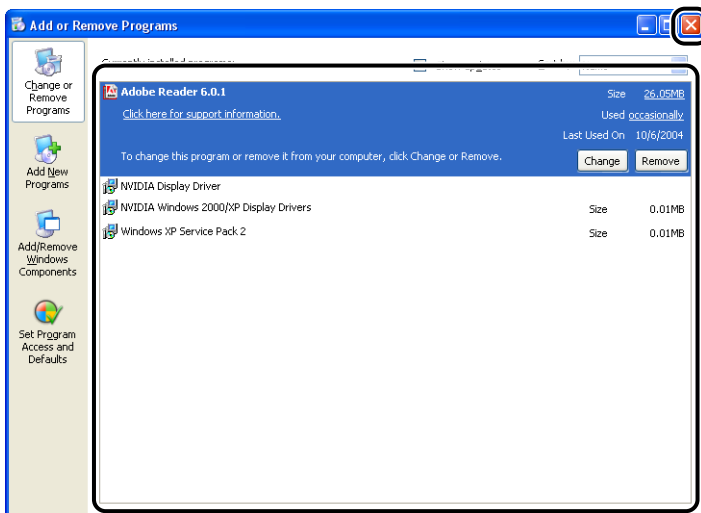 Add or Remove Programs
Change or
Remove
Programs
Add New
Programs
Add/Remove
Windows
Components
Set Program
Access and
Defaults
Adobe Reader 6.0.1
Size 26.05MB
Click here for support information.
Used occasionally
Last Used On 10/6/2004
To change this program or remove it from your computer, click Change or Remove.
Change Remove
NVIDIA Display Driver
NVIDIA Windows 2000/XP Display Drivers
Size 0.01MB
Windows XP Service Pack 2
Size 0.01MB